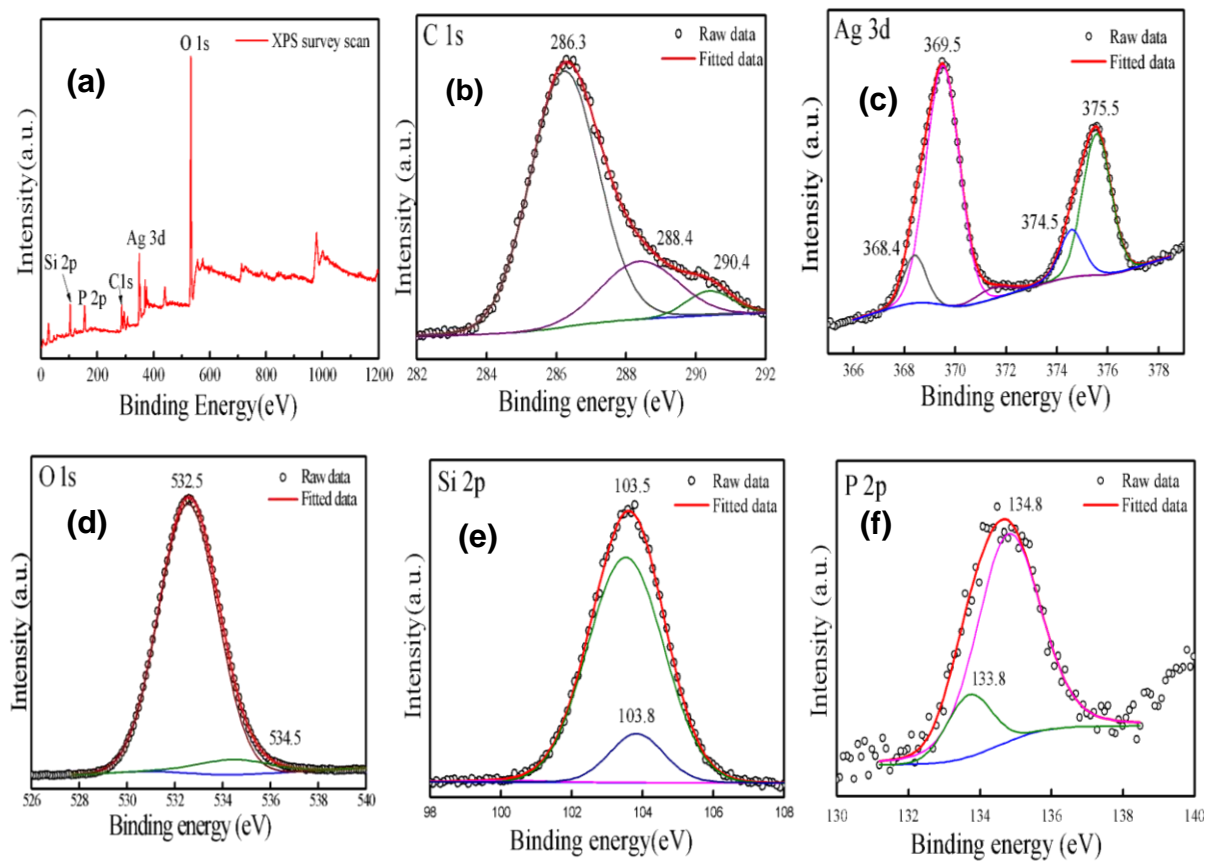 (a)
O 1s
XPS survey scan
Ag 3d
Si 2p
P 2p
C1s
Intensity (a.u.)
0 200 400 600 800 1000 1200
Binding Energy(eV)
(b)
C 1s
286.3
Raw data
Fitted data
288.4
290.4
Intensity (a.u.)
282 284 286 288 290 292
Binding energy (eV)
(c)
Ag 3d
369.5
Raw data
Fitted data
375.5
374.5
368.4
Intensity (a.u.)
366 368 370 372 374 376 378
Binding energy (eV)
(d)
O 1s
532.5
Raw data
Fitted data
534.5
Intensity (a.u.)
526 528 530 532 534 536 538 540
Binding energy (eV)
(e)
Si 2p
103.5
Raw data
Fitted data
103.8
Intensity (a.u.)
96 98 100 102 104 106 108
Binding energy(eV)
(f)
P 2p
134.8
Raw data
Fitted data
133.8
Intensity (a.u.)
130 132 134 136 138 140
Binding energy (eV)